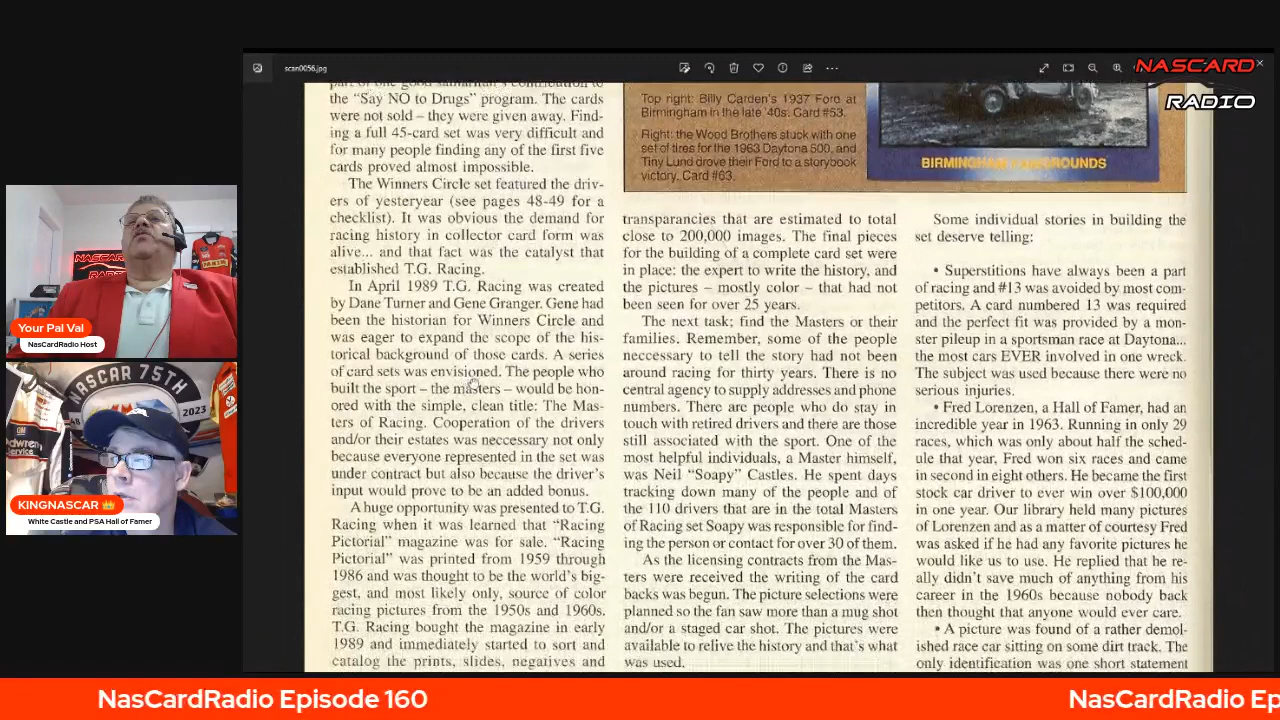 scan0056.jpg
NASCARD
RADIO
part of one good samaritan's contribution to
the "Say NO to Drugs" program. The cards
were not sold – they were given away. Find-
ing a full 45-card set was very difficult and
for many people finding any of the first five
cards proved almost impossible.
The Winners Circle set featured the driv-
ers of yesteryear (see pages 48-49 for a
checklist). It was obvious the demand for
racing history in collector card form was
alive... and that fact was the catalyst that
established T.G. Racing.
In April 1989 T.G. Racing was created
by Dane Turner and Gene Granger. Gene had
been the historian for Winners Circle and
was eager to expand the scope of the his-
torical background of those cards. A series
of card sets was envisioned. The people who
built the sport – the masters – would be hon-
ored with the simple, clean title: The Mas-
ters of Racing. Cooperation of the drivers
and/or their estates was neccessary not only
because everyone represented in the set was
under contract but also because the driver's
input would prove to be an added bonus.
A huge opportunity was presented to T.G.
Racing when it was learned that "Racing
Pictorial" magazine was for sale. "Racing
Pictorial" was printed from 1959 through
1986 and was thought to be the world's big-
gest, and most likely only, source of color
racing pictures from the 1950s and 1960s.
T.G. Racing bought the magazine in early
1989 and immediately started to sort and
catalog the prints, slides, negatives and
Top right: Billy Carden's 1937 Ford at
Birmingham in the late '40s. Card #53.
Right: the Wood Brothers stuck with one
set of tires for the 1963 Daytona 500, and
Tiny Lund drove their Ford to a storybook
victory. Card #63.
BIRMINGHAM FAIRGROUNDS
transparancies that are estimated to total
close to 200,000 images. The final pieces
for the building of a complete card set were
in place: the expert to write the history, and
the pictures – mostly color – that had not
been seen for over 25 years.
The next task; find the Masters or their
families. Remember, some of the people
neccessary to tell the story had not been
around racing for thirty years. There is no
central agency to supply addresses and phone
numbers. There are people who do stay in
touch with retired drivers and there are those
still associated with the sport. One of the
most helpful individuals, a Master himself,
was Neil "Soapy" Castles. He spent days
tracking down many of the people and of
the 110 drivers that are in the total Masters
of Racing set Soapy was responsible for find-
ing the person or contact for over 30 of them.
As the licensing contracts from the Mas-
ters were received the writing of the card
backs was begun. The picture selections were
planned so the fan saw more than a mug shot
and/or a staged car shot. The pictures were
available to relive the history and that's what
was used.
Some individual stories in building the
set deserve telling:
• Superstitions have always been a part
of racing and #13 was avoided by most com-
petitors. A card numbered 13 was required
and the perfect fit was provided by a mon-
ster pileup in a sportsman race at Daytona...
the most cars EVER involved in one wreck.
The subject was used because there were no
serious injuries.
• Fred Lorenzen, a Hall of Famer, had an
incredible year in 1963. Running in only 29
races, which was only about half the sched-
ule that year, Fred won six races and came
in second in eight others. He became the first
stock car driver to ever win over $100,000
in one year. Our library held many pictures
of Lorenzen and as a matter of courtesy Fred
was asked if he had any favorite pictures he
would like us to use. He replied that he re-
ally didn't save much of anything from his
career in the 1960s because nobody back
then thought that anyone would ever care.
• A picture was found of a rather demol-
ished race car sitting on some dirt track. The
only identification was one short statement
Your Pal Val
NasCardRadio Host
NASCAR 75TH
2023
GM
Goodwrench
Service
KINGNASCAR 👑
White Castle and PSA Hall of Famer
NasCardRadio Episode 160
NasCardRadio Ep